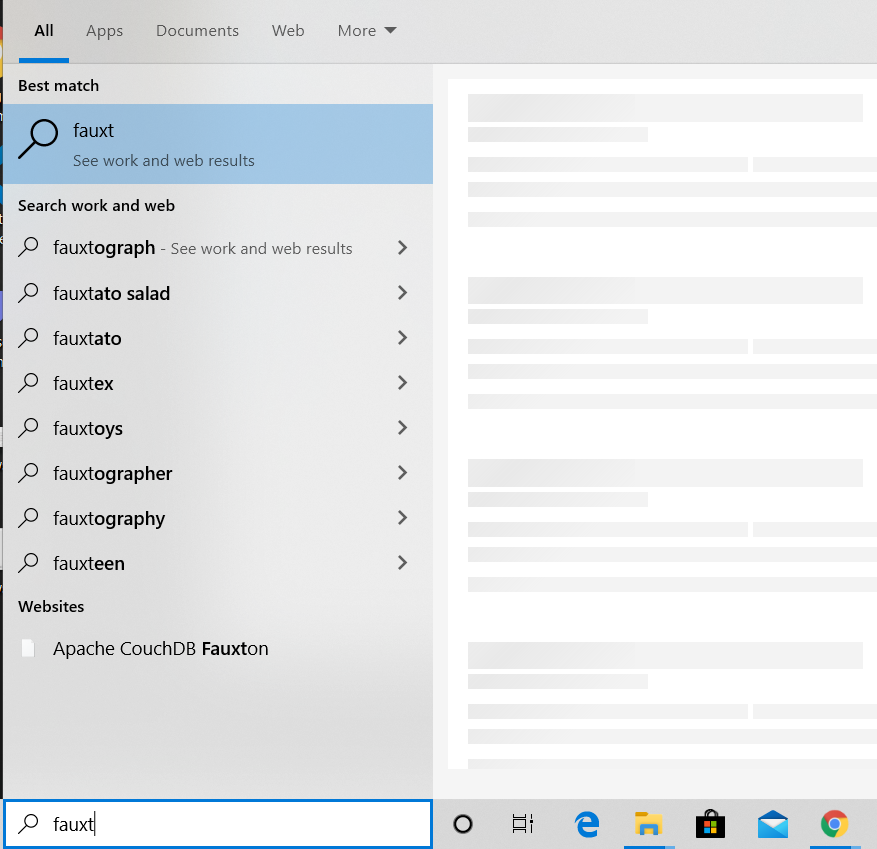 All Apps Documents Web More
Best match
fauxt
See work and web results
Search work and web
fauxtograph - See work and web results
fauxtato salad
fauxtato
fauxtex
fauxtoys
fauxtographer
fauxtography
fauxteen
Websites
Apache CouchDB Fauxton
fauxt